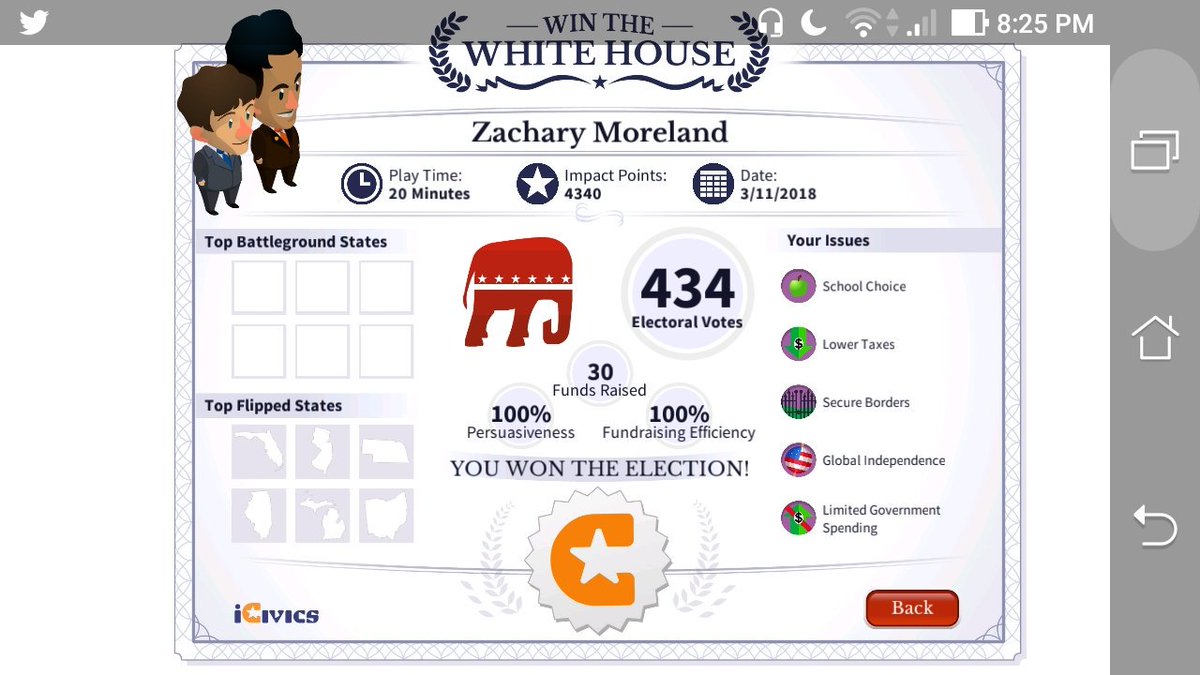 8:25 PM
WIN THE
WHITE HOUSE
Zachary Moreland
Play Time:
20 Minutes
Impact Points:
4340
Date:
3/11/2018
Top Battleground States
Top Flipped States
434
Electoral Votes
30
Funds Raised
100%
Persuasiveness
100%
Fundraising Efficiency
YOU WON THE ELECTION!
Your Issues
School Choice
$
Lower Taxes
Secure Borders
Global Independence
$
Limited Government
Spending
iCivics
Back